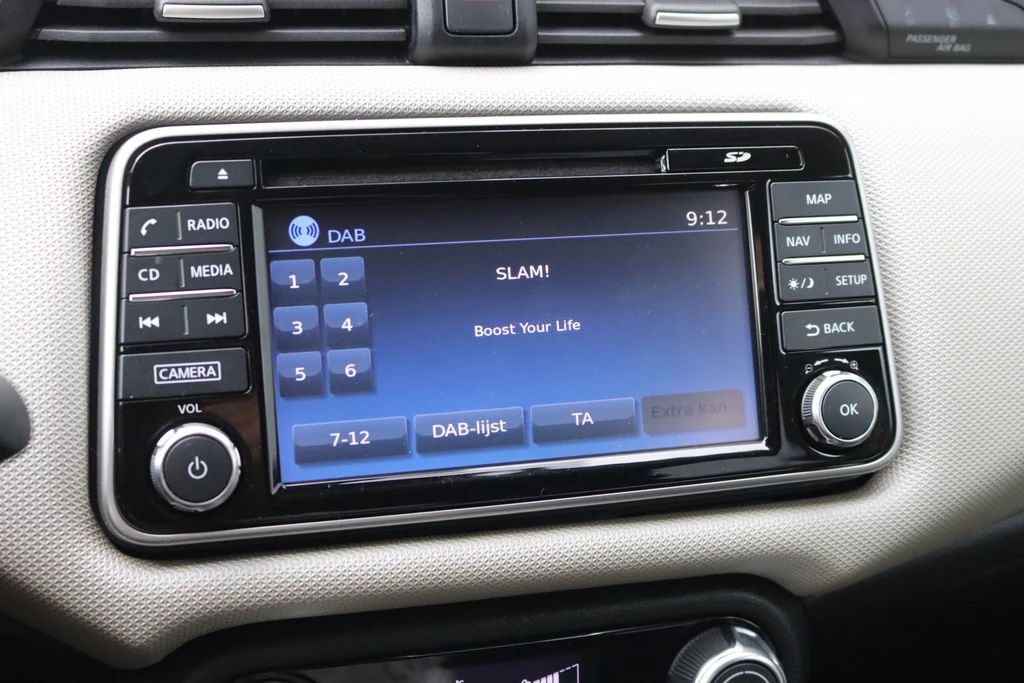 PASSENGER
AIR BAG
SD
RADIO
CD MEDIA
CAMERA
VOL
DAB 9:12
SLAM!
Boost Your Life
1 2
3 4
5 6
7-12 DAB-lijst TA Extra kan
MAP
NAV INFO
SETUP
BACK
OK